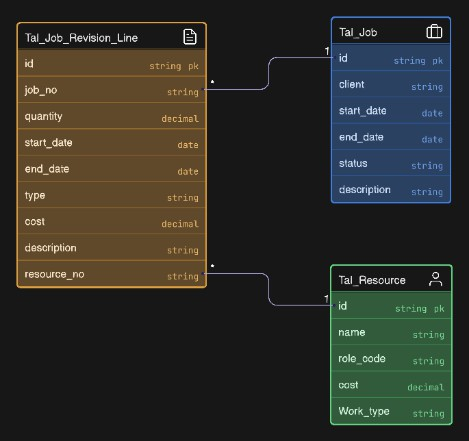 Tal_Job_Revision_Line
id string pk
job_no string
quantity decimal
start_date date
end_date date
type string
cost decimal
description string
resource_no string
*
*
1
Tal_Job
id string pk
client string
start_date date
end_date date
status string
description string
1
Tal_Resource
id string pk
name string
role_code string
cost decimal
Work_type string